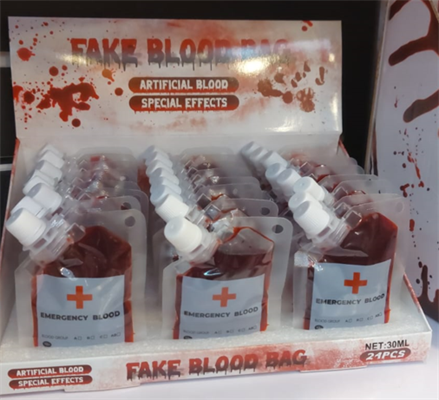 FAKE BLOOD BAG
ARTIFICIAL BLOOD
SPECIAL EFFECTS
EMERGENCY BLOOD
EMERGENCY BLOOD
EMERGENCY BLOOD
ARTIFICIAL BLOOD
SPECIAL EFFECTS
FAKE BLOOD BAG
NET:30ML
24PCS